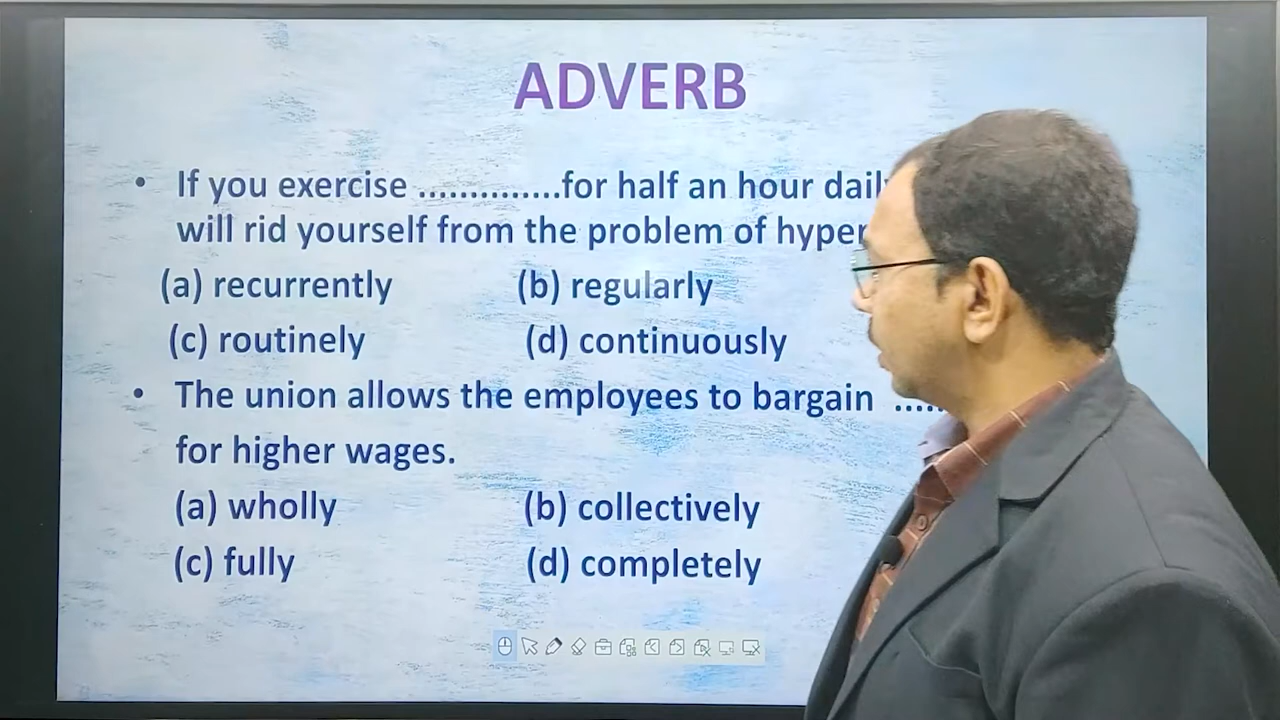 ADVERB
• If you exercise ..............for half an hour
will rid yourself from the problem of
(a) recurrently (b) regularly
(c) routinely (d) continuously
• The union allows the employees to bargain .....
for higher wages.
(a) wholly (b) collectively
(c) fully (d) completely